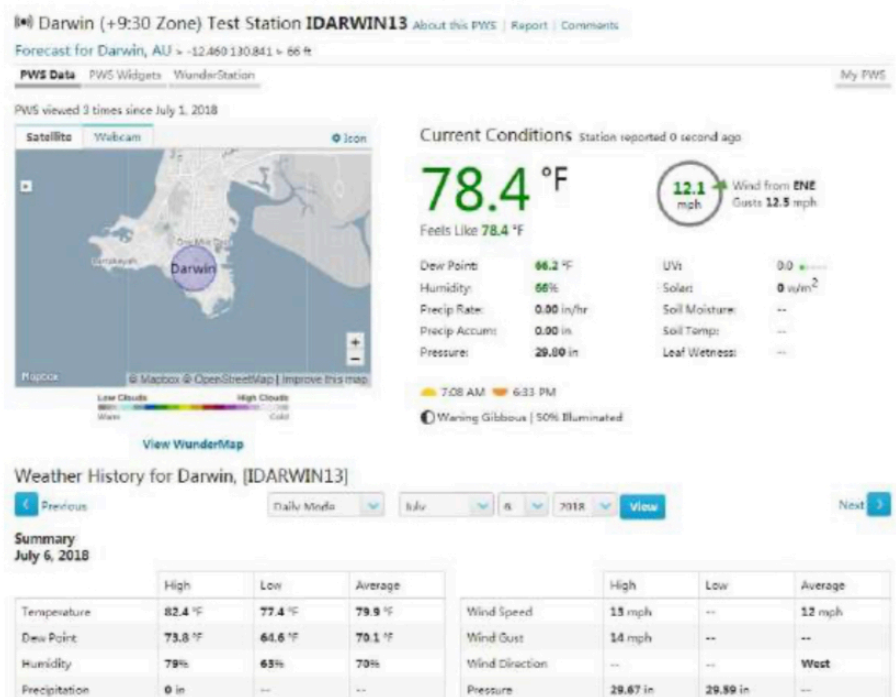 Darwin (+9:30 Zone) Test Station IDARWIN13 About this PWS | Report | Comments
Forecast for Darwin, AU > -12.460 130.841 > 66 ft
PWS Data PWS Widgets WunderStation My PWS
PWS viewed 3 times since July 1, 2018
Satellite Webcam Icon
Darwin
Mapbox © Mapbox © OpenStreetMap | Improve this map
Low Clouds High Clouds
Warm Cold
View WunderMap
Current Conditions Station reported 0 second ago
78.4 °F
Feels Like 78.4 °F
12.1 mph
Wind from ENE
Gusts 12.5 mph
Dew Point: 66.2 °F
Humidity: 66%
Precip Rate: 0.00 in/hr
Precip Accum: 0.00 in
Pressure: 29.80 in
UV: 0.0
Solar: 0 w/m2
Soil Moisture: --
Soil Temp: --
Leaf Wetness: --
7:08 AM 6:33 PM
Waning Gibbous | 50% Illuminated
Weather History for Darwin, [IDARWIN13]
Previous Daily Mode July 6 2018 View Next
Summary
July 6, 2018
High Low Average
Temperature 82.4 °F 77.4 °F 79.9 °F
Dew Point 73.8 °F 64.6 °F 70.1 °F
Humidity 79% 63% 70%
Precipitation 0 in -- --
High Low Average
Wind Speed 13 mph -- 12 mph
Wind Gust 14 mph -- --
Wind Direction -- -- West
Pressure 29.67 in 29.59 in --